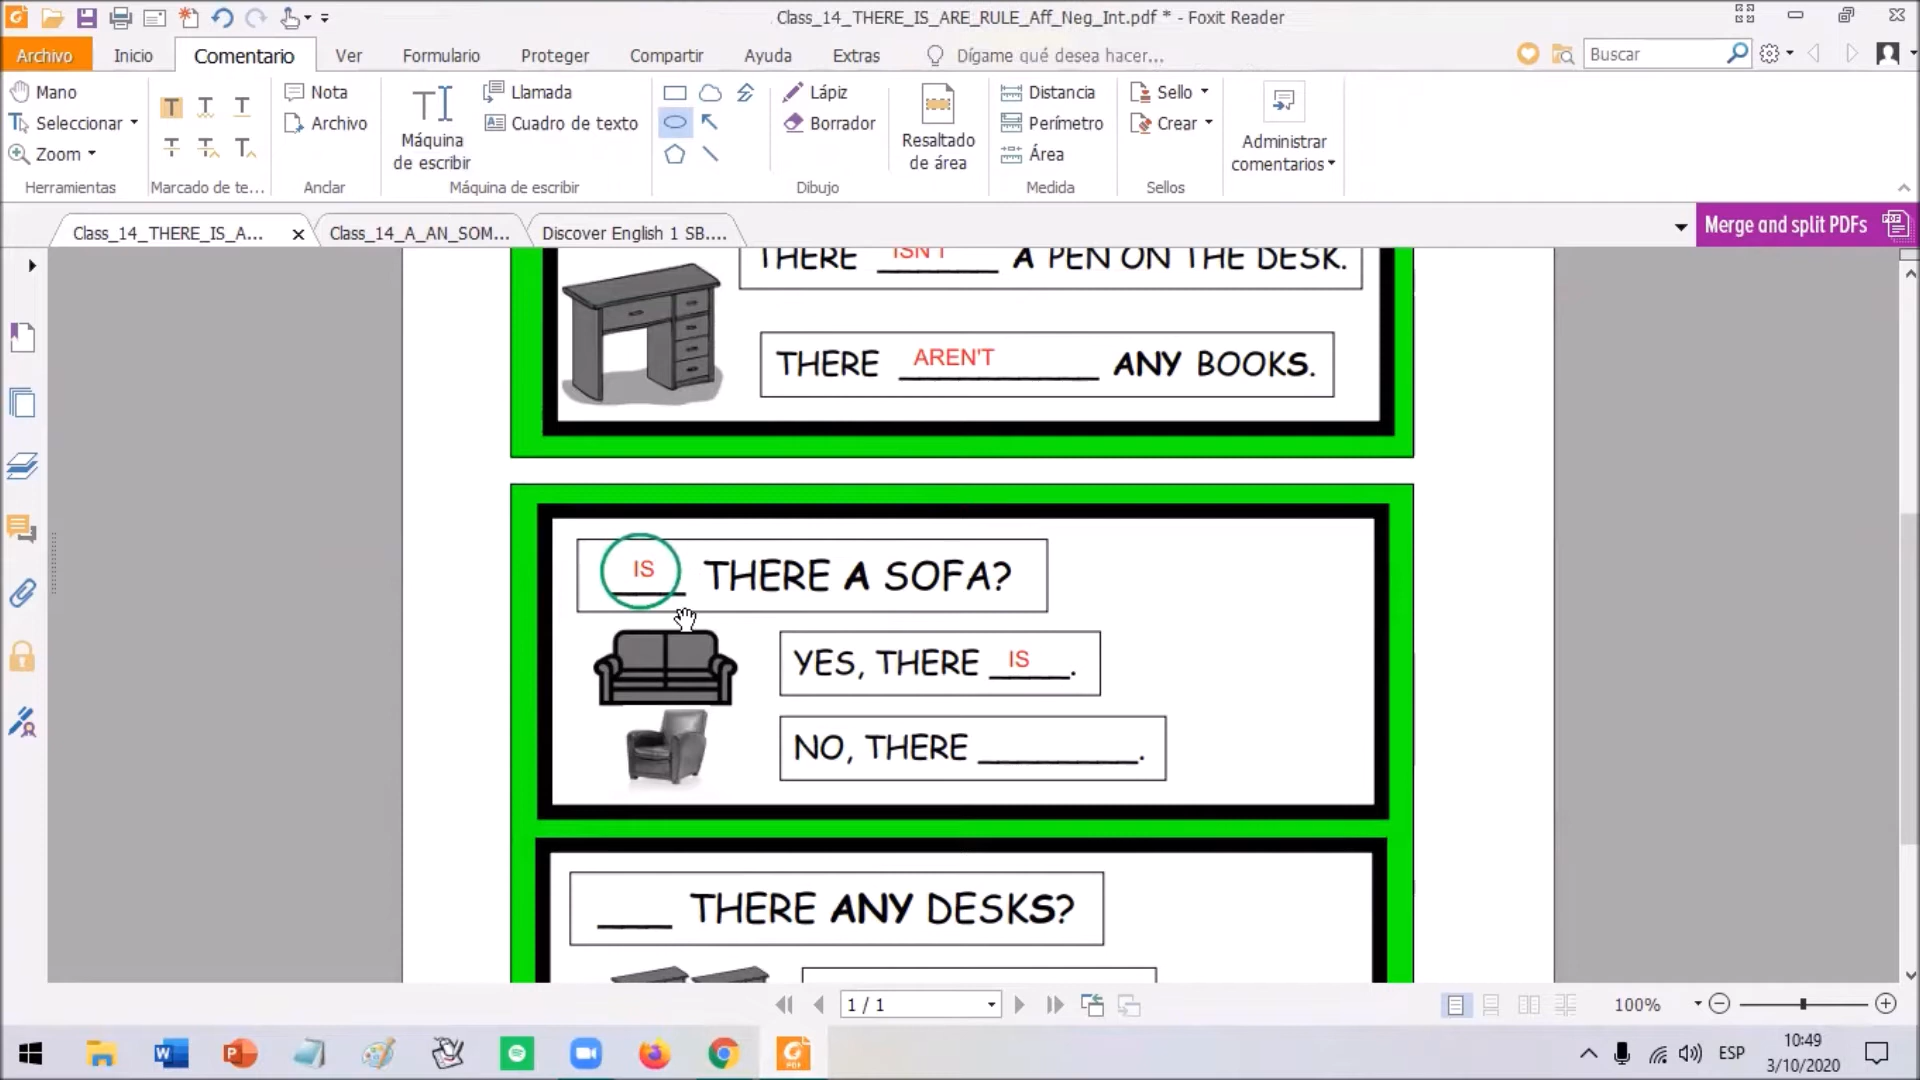 Class_14_THERE_IS_ARE_RULE_Aff_Neg_Int.pdf * - Foxit Reader
Archivo Inicio Comentario Ver Formulario Proteger Compartir Ayuda Extras Dígame qué desea hacer... Buscar
Mano
Seleccionar
Zoom
Herramientas
Marcado de te...
Nota
Archivo
Anclar
Máquina de escribir
Llamada
Cuadro de texto
Máquina de escribir
Lápiz
Borrador
Dibujo
Resaltado de área
Distancia
Perímetro
Área
Medida
Sello
Crear
Sellos
Administrar comentarios
Class_14_THERE_IS_A... Class_14_A_AN_SOM... Discover English 1 SB.... Merge and split PDFs
THERE ISN'T A PEN ON THE DESK.
THERE AREN'T ANY BOOKS.
IS THERE A SOFA?
YES, THERE IS.
NO, THERE ________.
____ THERE ANY DESKS?
1 / 1
100%
ESP
10:49
3/10/2020